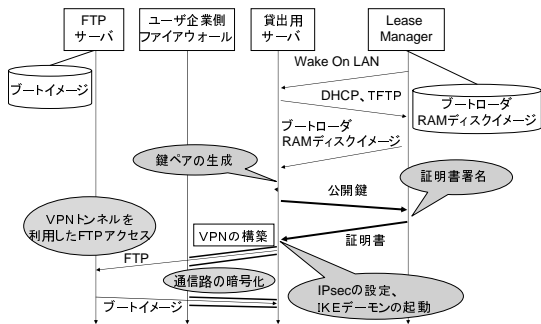 FTP
サーバ
ユーザ企業側
ファイアウォール
貸出用
サーバ
Lease
Manager
Wake On LAN
ブートイメージ
DHCP、TFTP
ブートローダ
RAMディスクイメージ
ブートローダ
RAMディスクイメージ
鍵ペアの生成
証明書署名
公開鍵
VPNトンネルを
利用したFTPアクセス
VPNの構築
証明書
FTP
通信路の暗号化
IPsecの設定、
IKEデーモンの起動
ブートイメージ